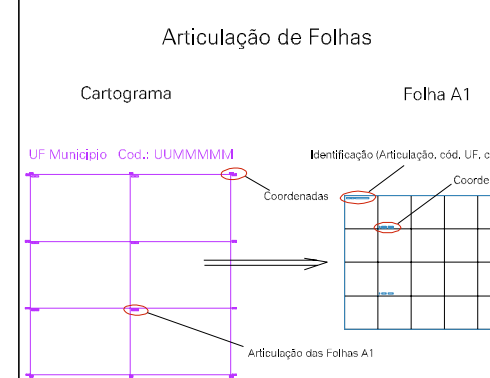 Articulação de Folhas
Cartograma
Folha A1
UF Município Cod.: UUMMMMM
Identificação (Articulação, cód. UF, c
Coordenadas
Coorde
Articulação das Folhas A1